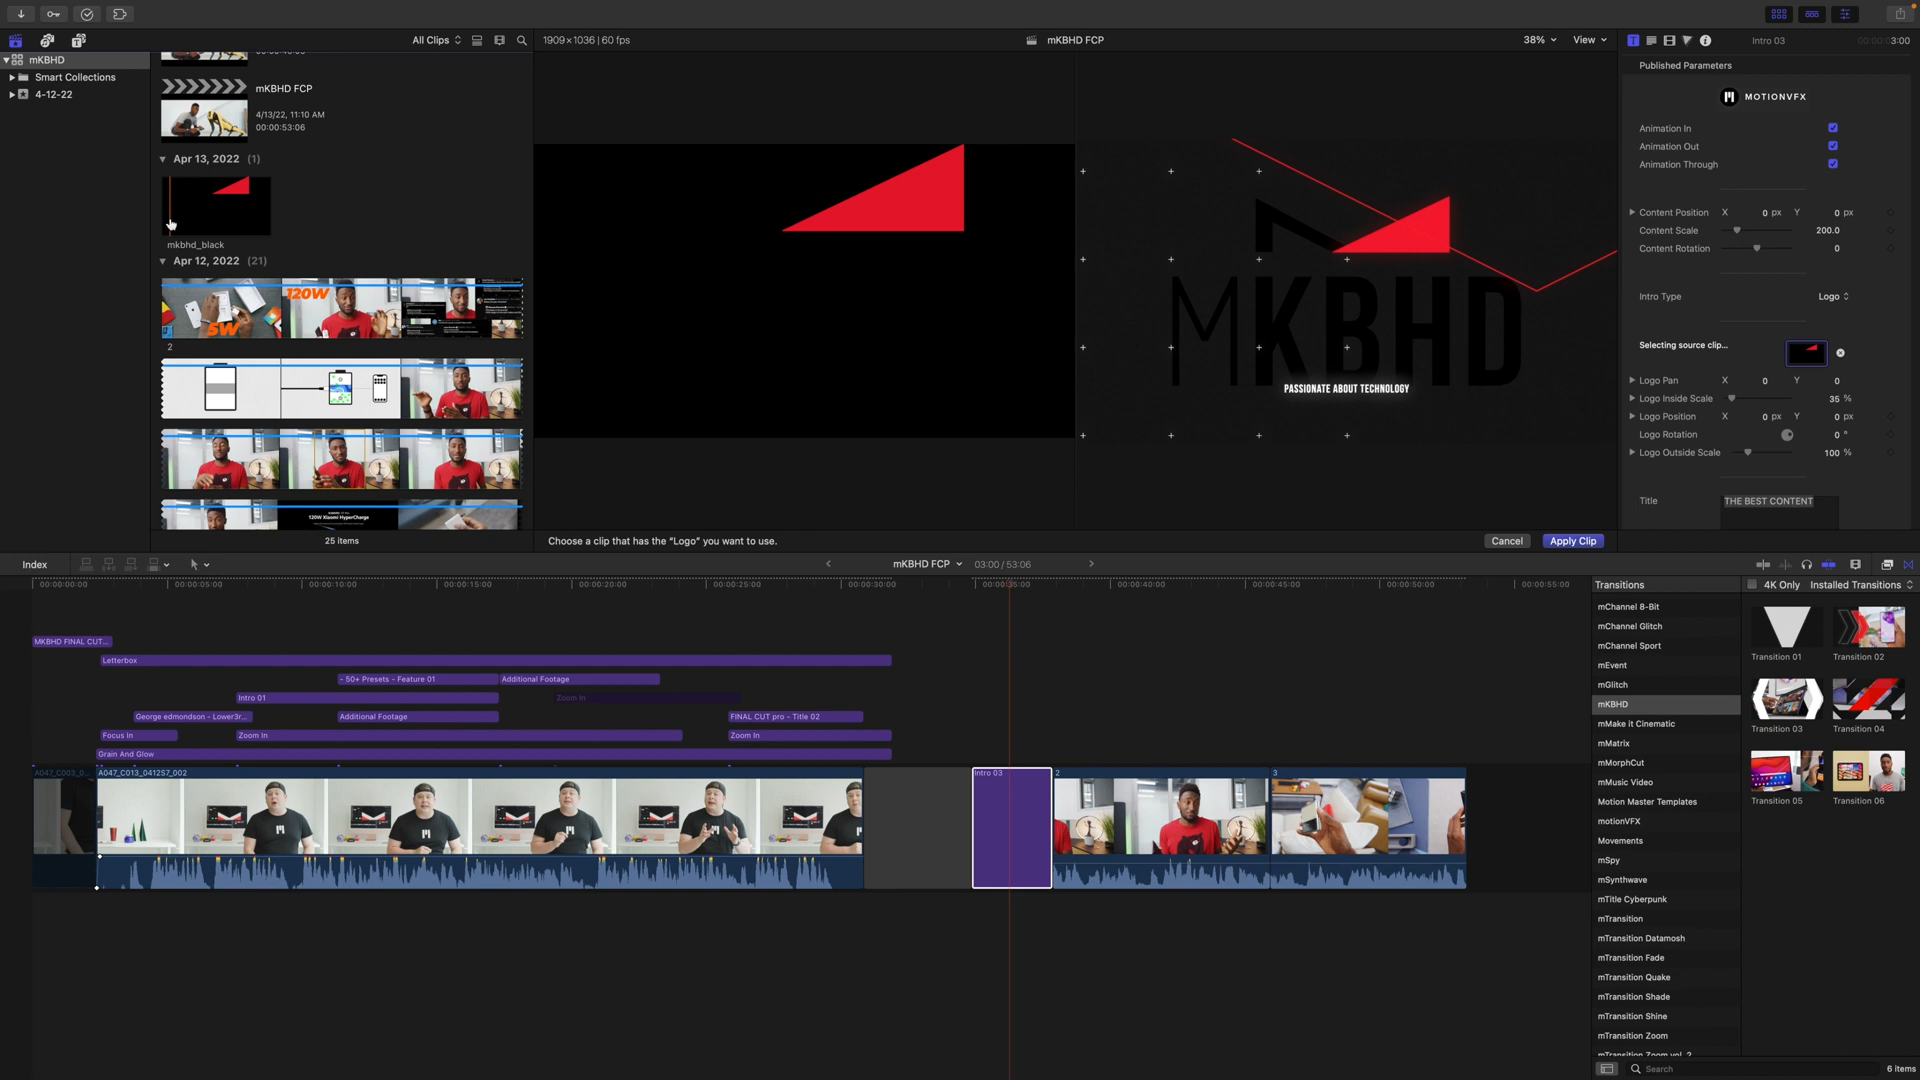 All Clips
1909×1036 | 60 fps
mKBHD FCP
38%
View
Intro 03
00:00:03:00
mKBHD
Smart Collections
4-12-22
mKBHD FCP
4/13/22, 11:10 AM
00:00:53:06
Apr 13, 2022 (1)
mkbhd_black
Apr 12, 2022 (21)
5W
120W
2
120W Xiaomi HyperCharge
25 items
MKBHD
PASSIONATE ABOUT TECHNOLOGY
Choose a clip that has the “Logo” you want to use.
Cancel
Apply Clip
Published Parameters
MOTIONVFX
Animation In
Animation Out
Animation Through
Content Position X 0 px Y 0 px
Content Scale 200.0
Content Rotation 0
Intro Type Logo
Selecting source clip...
Logo Pan X 0 Y 0
Logo Inside Scale 35 %
Logo Position X 0 px Y 0 px
Logo Rotation 0 °
Logo Outside Scale 100 %
Title THE BEST CONTENT
Index
mKBHD FCP
03:00 / 53:06
00:00:00:00 00:00:05:00 00:00:10:00 00:00:15:00 00:00:20:00 00:00:25:00 00:00:30:00 00:00:35:00 00:00:40:00 00:00:45:00 00:00:50:00 00:00:55:00
MKBHD FINAL CUT...
Letterbox
- 50+ Presets - Feature 01
Additional Footage
Intro 01
Zoom In
George edmondson - Lower3r...
Additional Footage
FINAL CUT pro - Title 02
Focus In
Zoom In
Zoom In
Grain And Glow
A047_C003_0...
A047_C013_0412S7_002
Intro 03
2
3
Transitions
4K Only
Installed Transitions
mChannel 8-Bit
mChannel Glitch
mChannel Sport
mEvent
mGlitch
mKBHD
mMake it Cinematic
mMatrix
mMorphCut
mMusic Video
Motion Master Templates
motionVFX
Movements
mSpy
mSynthwave
mTitle Cyberpunk
mTransition
mTransition Datamosh
mTransition Fade
mTransition Quake
mTransition Shade
mTransition Shine
mTransition Zoom
mTransition Zoom vol. 2
Transition 01
Transition 02
Transition 03
Transition 04
Transition 05
Transition 06
Search
6 items